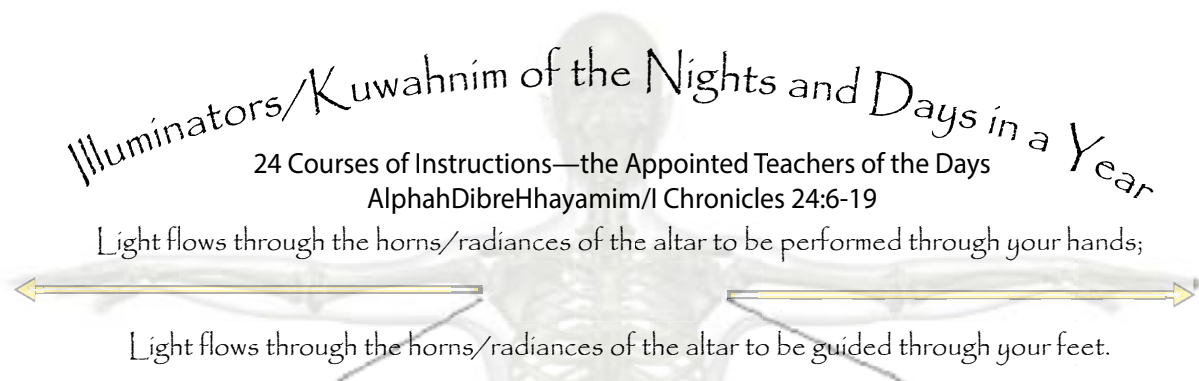 Illuminators/Kuwahnim of the Nights and Days in a Year
24 Courses of Instructions—the Appointed Teachers of the Days
AlphahDibreHhayamim/I Chronicles 24:6-19
Light flows through the horns/radiances of the altar to be performed through your hands;
Light flows through the horns/radiances of the altar to be guided through your feet.